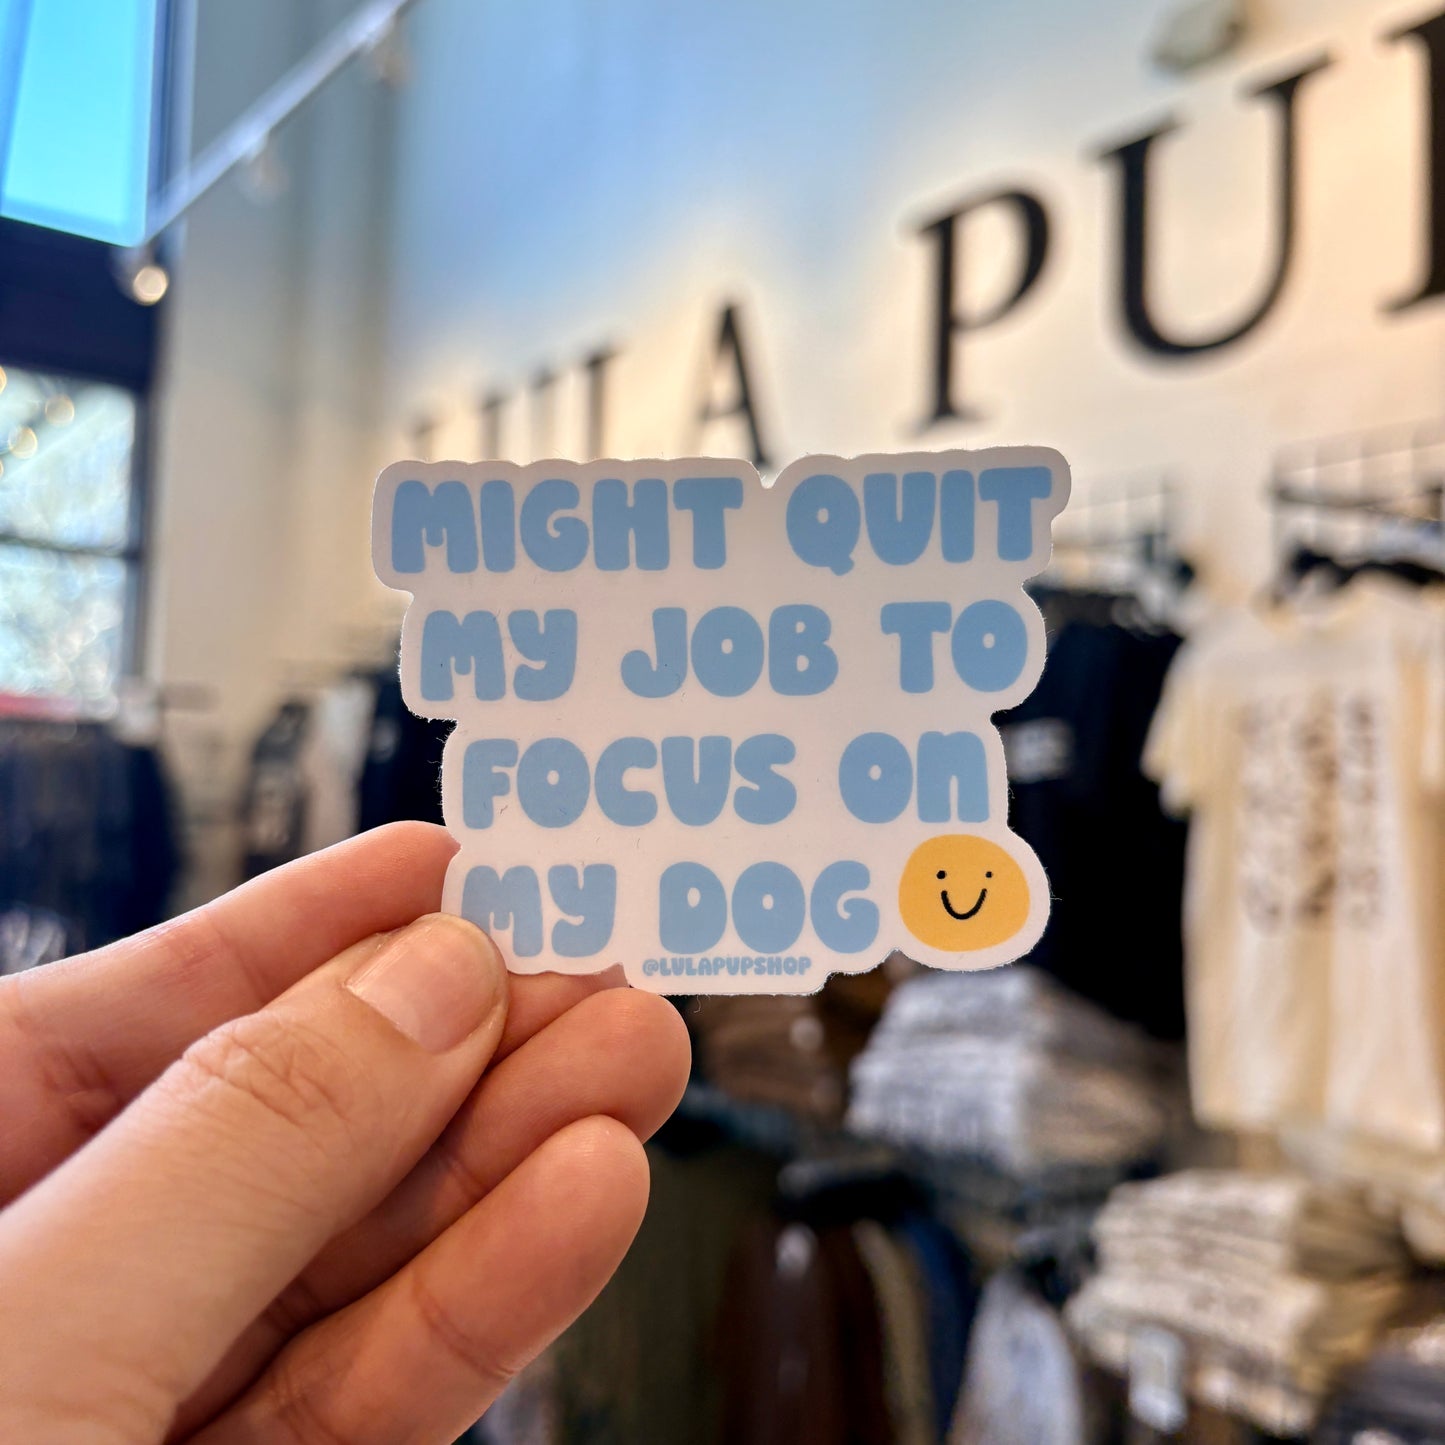 LULA PUP
MIGHT QUIT
MY JOB TO
FOCUS ON
MY DOG
@LULAPUPSHOP